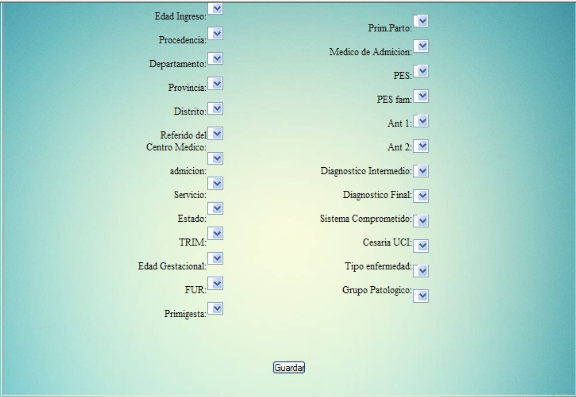 Edad Ingreso:
Procedencia:
Departamento:
Provincia:
Distrito:
Referido del
Centro Medico:
admicion:
Servicio:
Estado:
TRIM:
Edad Gestacional:
FUR:
Primigesta:
Prim.Parto:
Medico de Admicion:
PES:
PES fam:
Ant 1:
Ant 2:
Diagnostico Intermedio:
Diagnostico Final:
Sistema Comprometido:
Cesaria UCI:
Tipo enfermedad:
Grupo Patologico:
Guardar